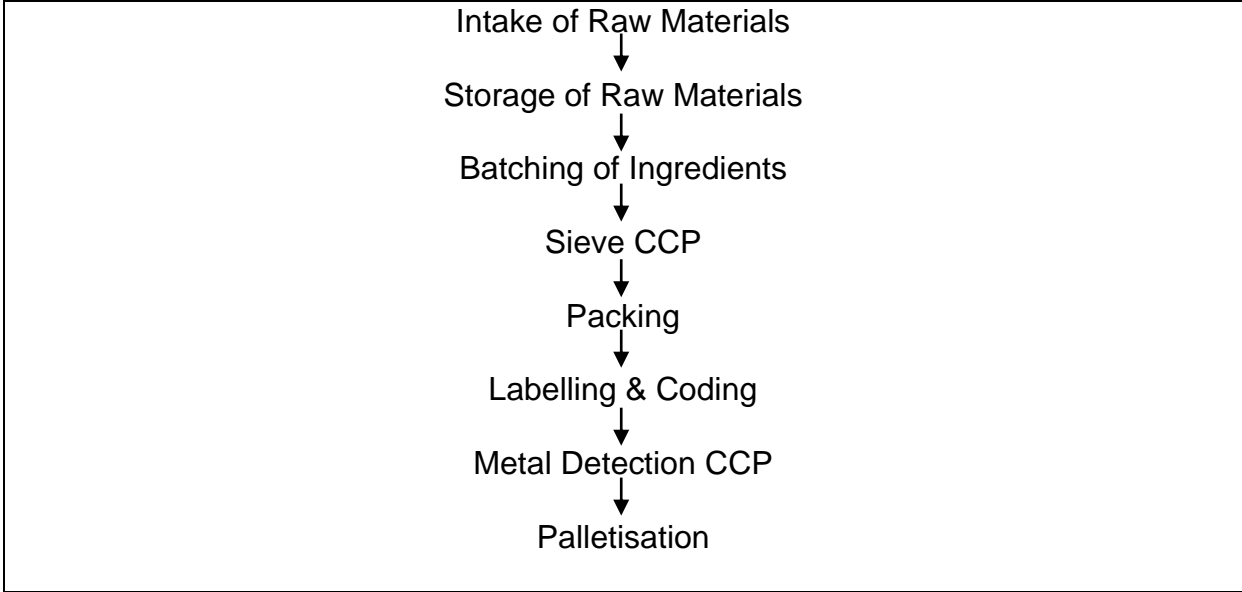 Intake of Raw Materials
Storage of Raw Materials
Batching of Ingredients
Sieve CCP
Packing
Labelling & Coding
Metal Detection CCP
Palletisation